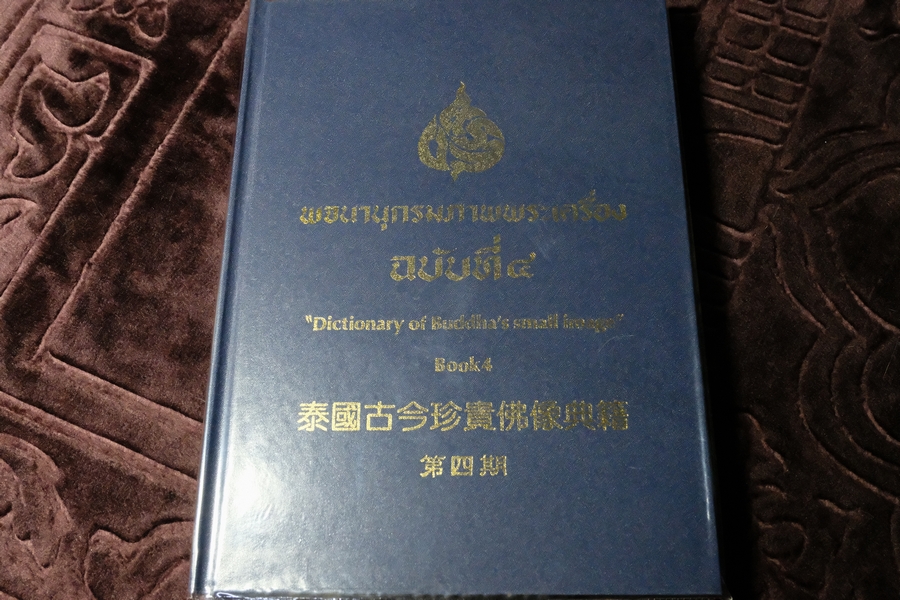 พจนานุกรมภาพพระเครื่อง
ฉบับที่ ๔
"Dictionary of Buddha's small image"
Book 4
泰國古今珍寶佛像典籍
第四期